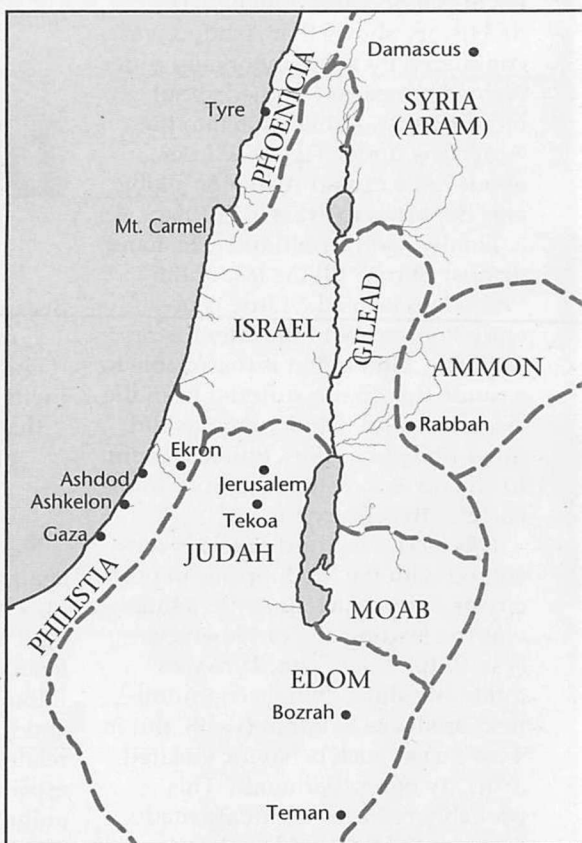 Damascus
SYRIA
(ARAM)
PHOENICIA
Tyre
Mt. Carmel
ISRAEL
GILEAD
AMMON
Rabbah
Ekron
Ashdod
Jerusalem
Ashkelon
Tekoa
Gaza
JUDAH
PHILISTIA
MOAB
EDOM
Bozrah
Teman